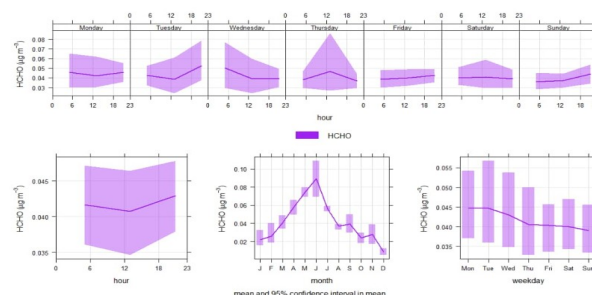 0 6 12 18 23 0 6 12 18 23 0 6 12 18 23
Monday Tuesday Wednesday Thursday Friday Saturday Sunday
HCHO (µg m⁻³)
0.08
0.07
0.06
0.05
0.04
0.03
0 6 12 18 23 0 6 12 18 23 0 6 12 18 23 0 6 12 18 23
hour
HCHO
HCHO (µg m⁻³)
0.045
0.040
0.035
0 6 12 18 23
hour
HCHO (µg m⁻³)
0.10
0.08
0.06
0.04
0.02
J F M A M J J A S O N D
month
mean and 95% confidence interval in mean
HCHO (µg m⁻³)
0.055
0.050
0.045
0.040
0.035
Mon Tue Wed Thu Fri Sat Sun
weekday